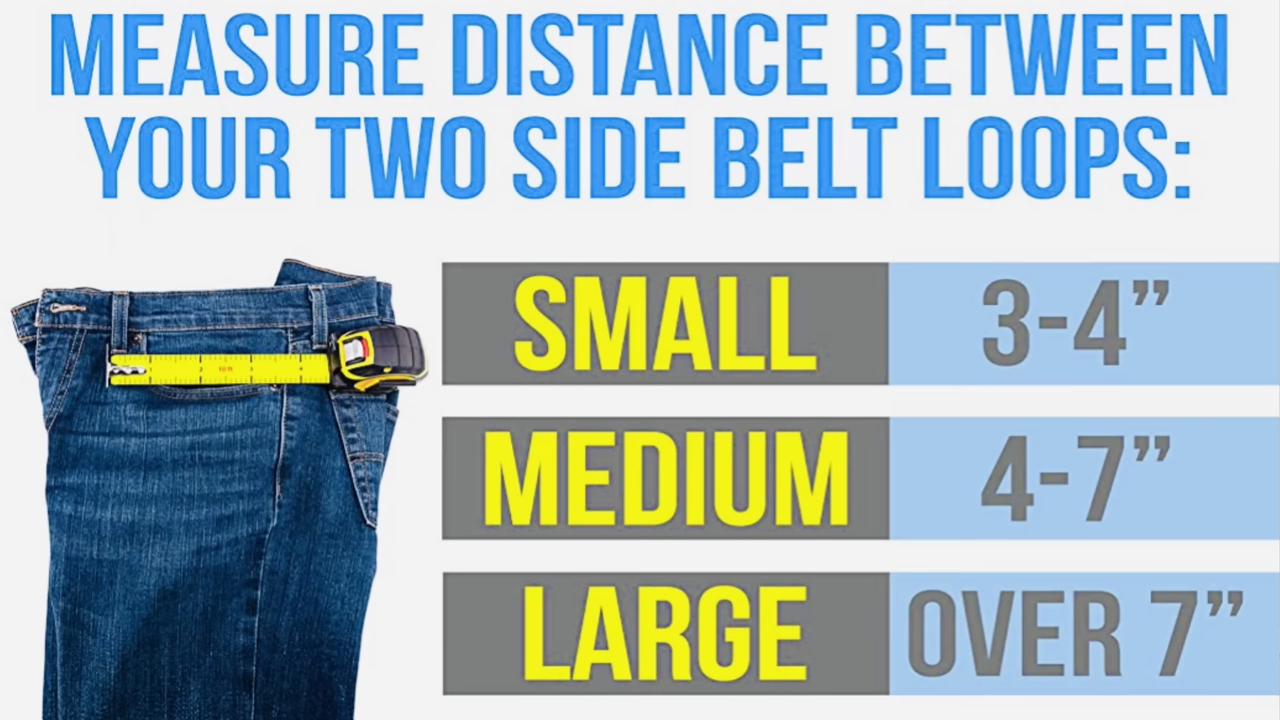 MEASURE DISTANCE BETWEEN
YOUR TWO SIDE BELT LOOPS:
SMALL 3-4”
MEDIUM 4-7”
LARGE OVER 7”